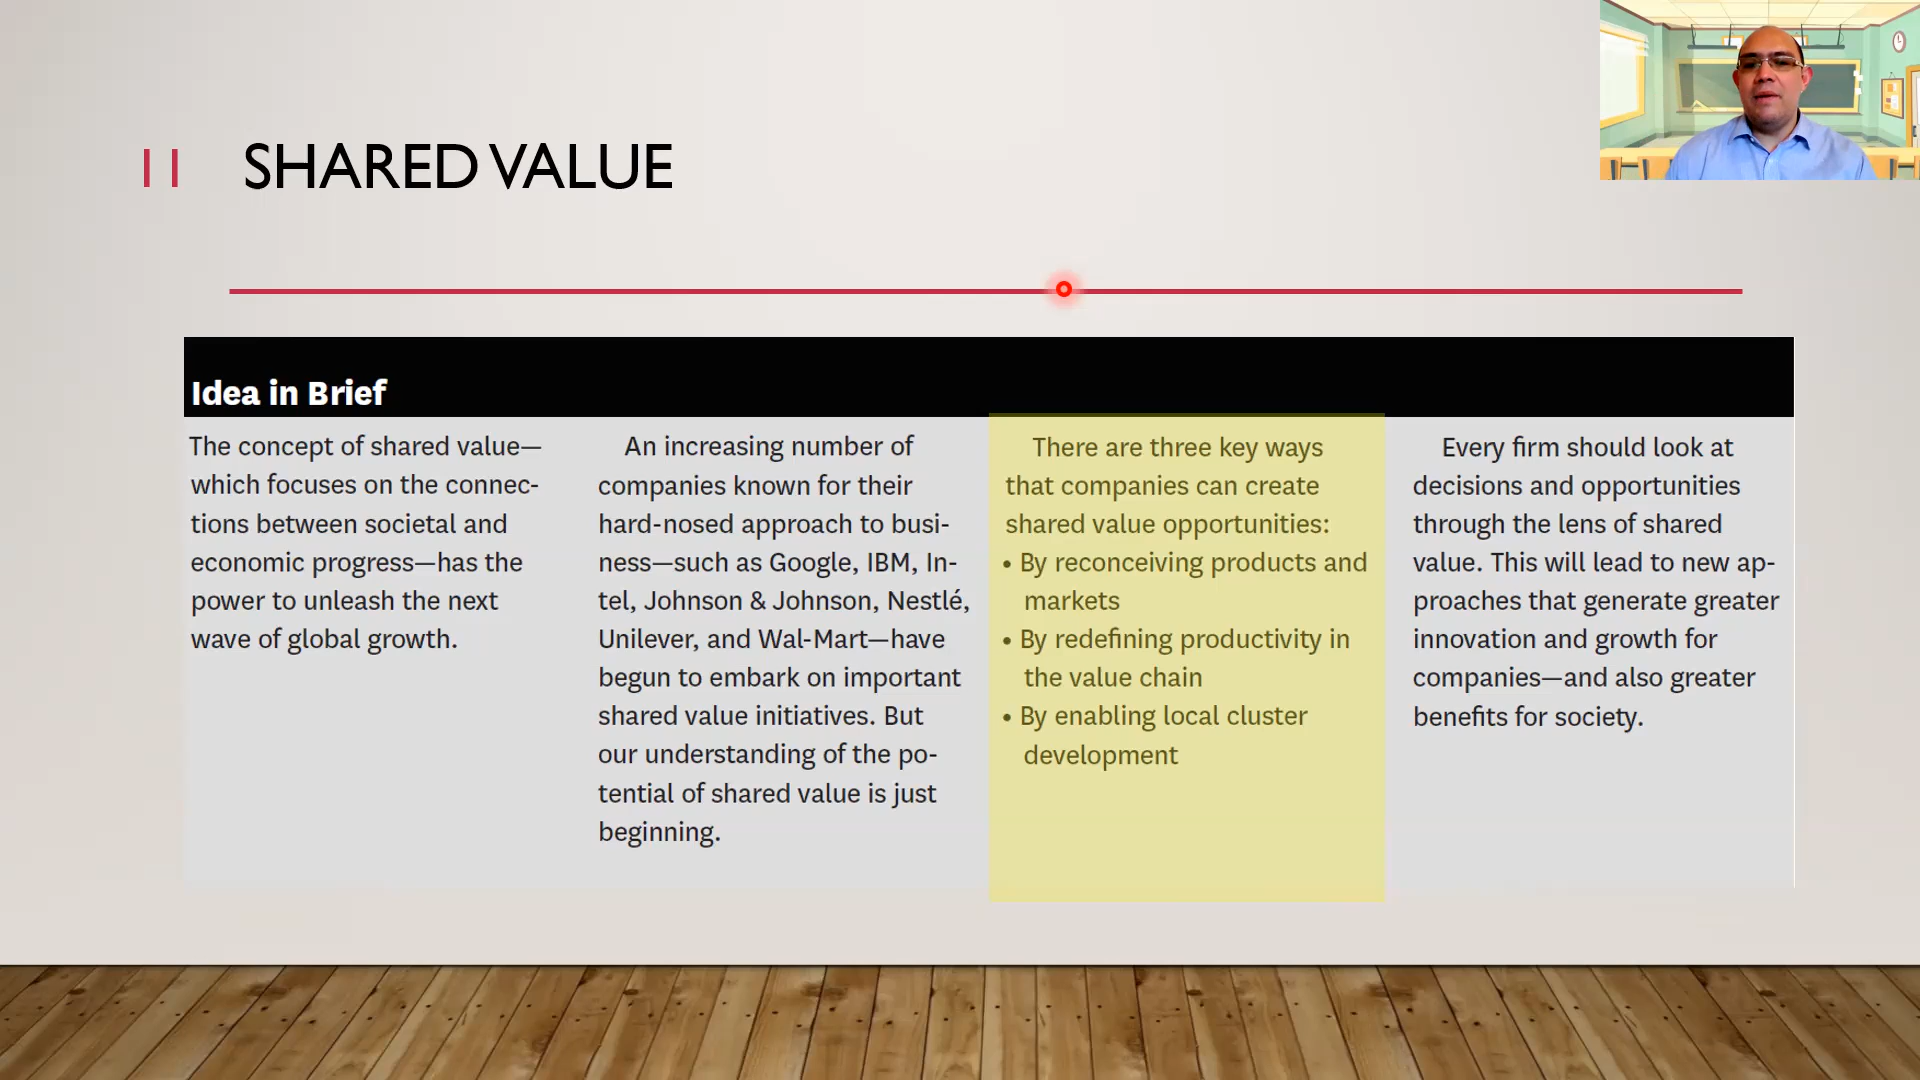 11 SHARED VALUE
Idea in Brief
The concept of shared value—
which focuses on the connec-
tions between societal and
economic progress—has the
power to unleash the next
wave of global growth.
An increasing number of
companies known for their
hard-nosed approach to busi-
ness—such as Google, IBM, In-
tel, Johnson & Johnson, Nestlé,
Unilever, and Wal-Mart—have
begun to embark on important
shared value initiatives. But
our understanding of the po-
tential of shared value is just
beginning.
There are three key ways
that companies can create
shared value opportunities:
• By reconceiving products and
markets
• By redefining productivity in
the value chain
• By enabling local cluster
development
Every firm should look at
decisions and opportunities
through the lens of shared
value. This will lead to new ap-
proaches that generate greater
innovation and growth for
companies—and also greater
benefits for society.